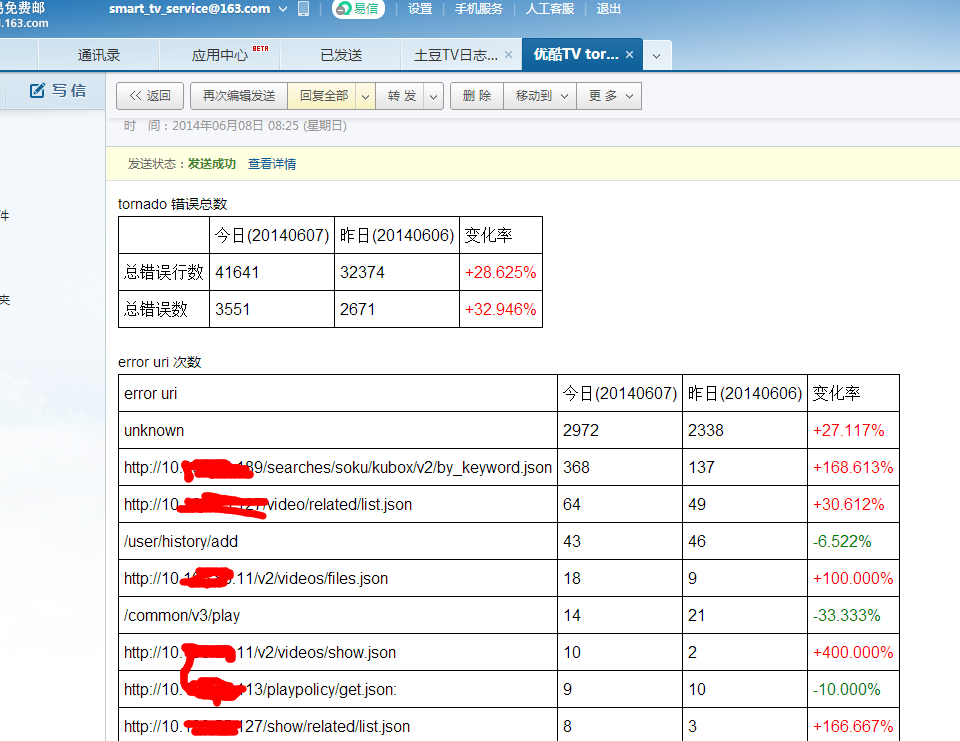 易免费邮
smart_tv_service@163.com 易信 设置 手机服务 人工客服 退出
l.163.com
通讯录 应用中心 BETA 已发送 土豆TV日志... × 优酷TV tor... ×
写信
<< 返回 再次编辑发送 回复全部 转 发 删 除 移动到 更 多
时 间：2014年06月08日 08:25 (星期日)
发送状态：发送成功 查看详情
件
夹
tornado 错误总数
今日(20140607) 昨日(20140606) 变化率
总错误行数 41641 32374 +28.625%
总错误数 3551 2671 +32.946%
error uri 次数
error uri 今日(20140607) 昨日(20140606) 变化率
unknown 2972 2338 +27.117%
http://10. 39/searches/soku/kubox/v2/by_keyword.json 368 137 +168.613%
http://10. 127/video/related/list.json 64 49 +30.612%
/user/history/add 43 46 -6.522%
http://10. .11/v2/videos/files.json 18 9 +100.000%
/common/v3/play 14 21 -33.333%
http://10. 11/v2/videos/show.json 10 2 +400.000%
http://10. 113/playpolicy/get.json: 9 10 -10.000%
http://10. 127/show/related/list.json 8 3 +166.667%